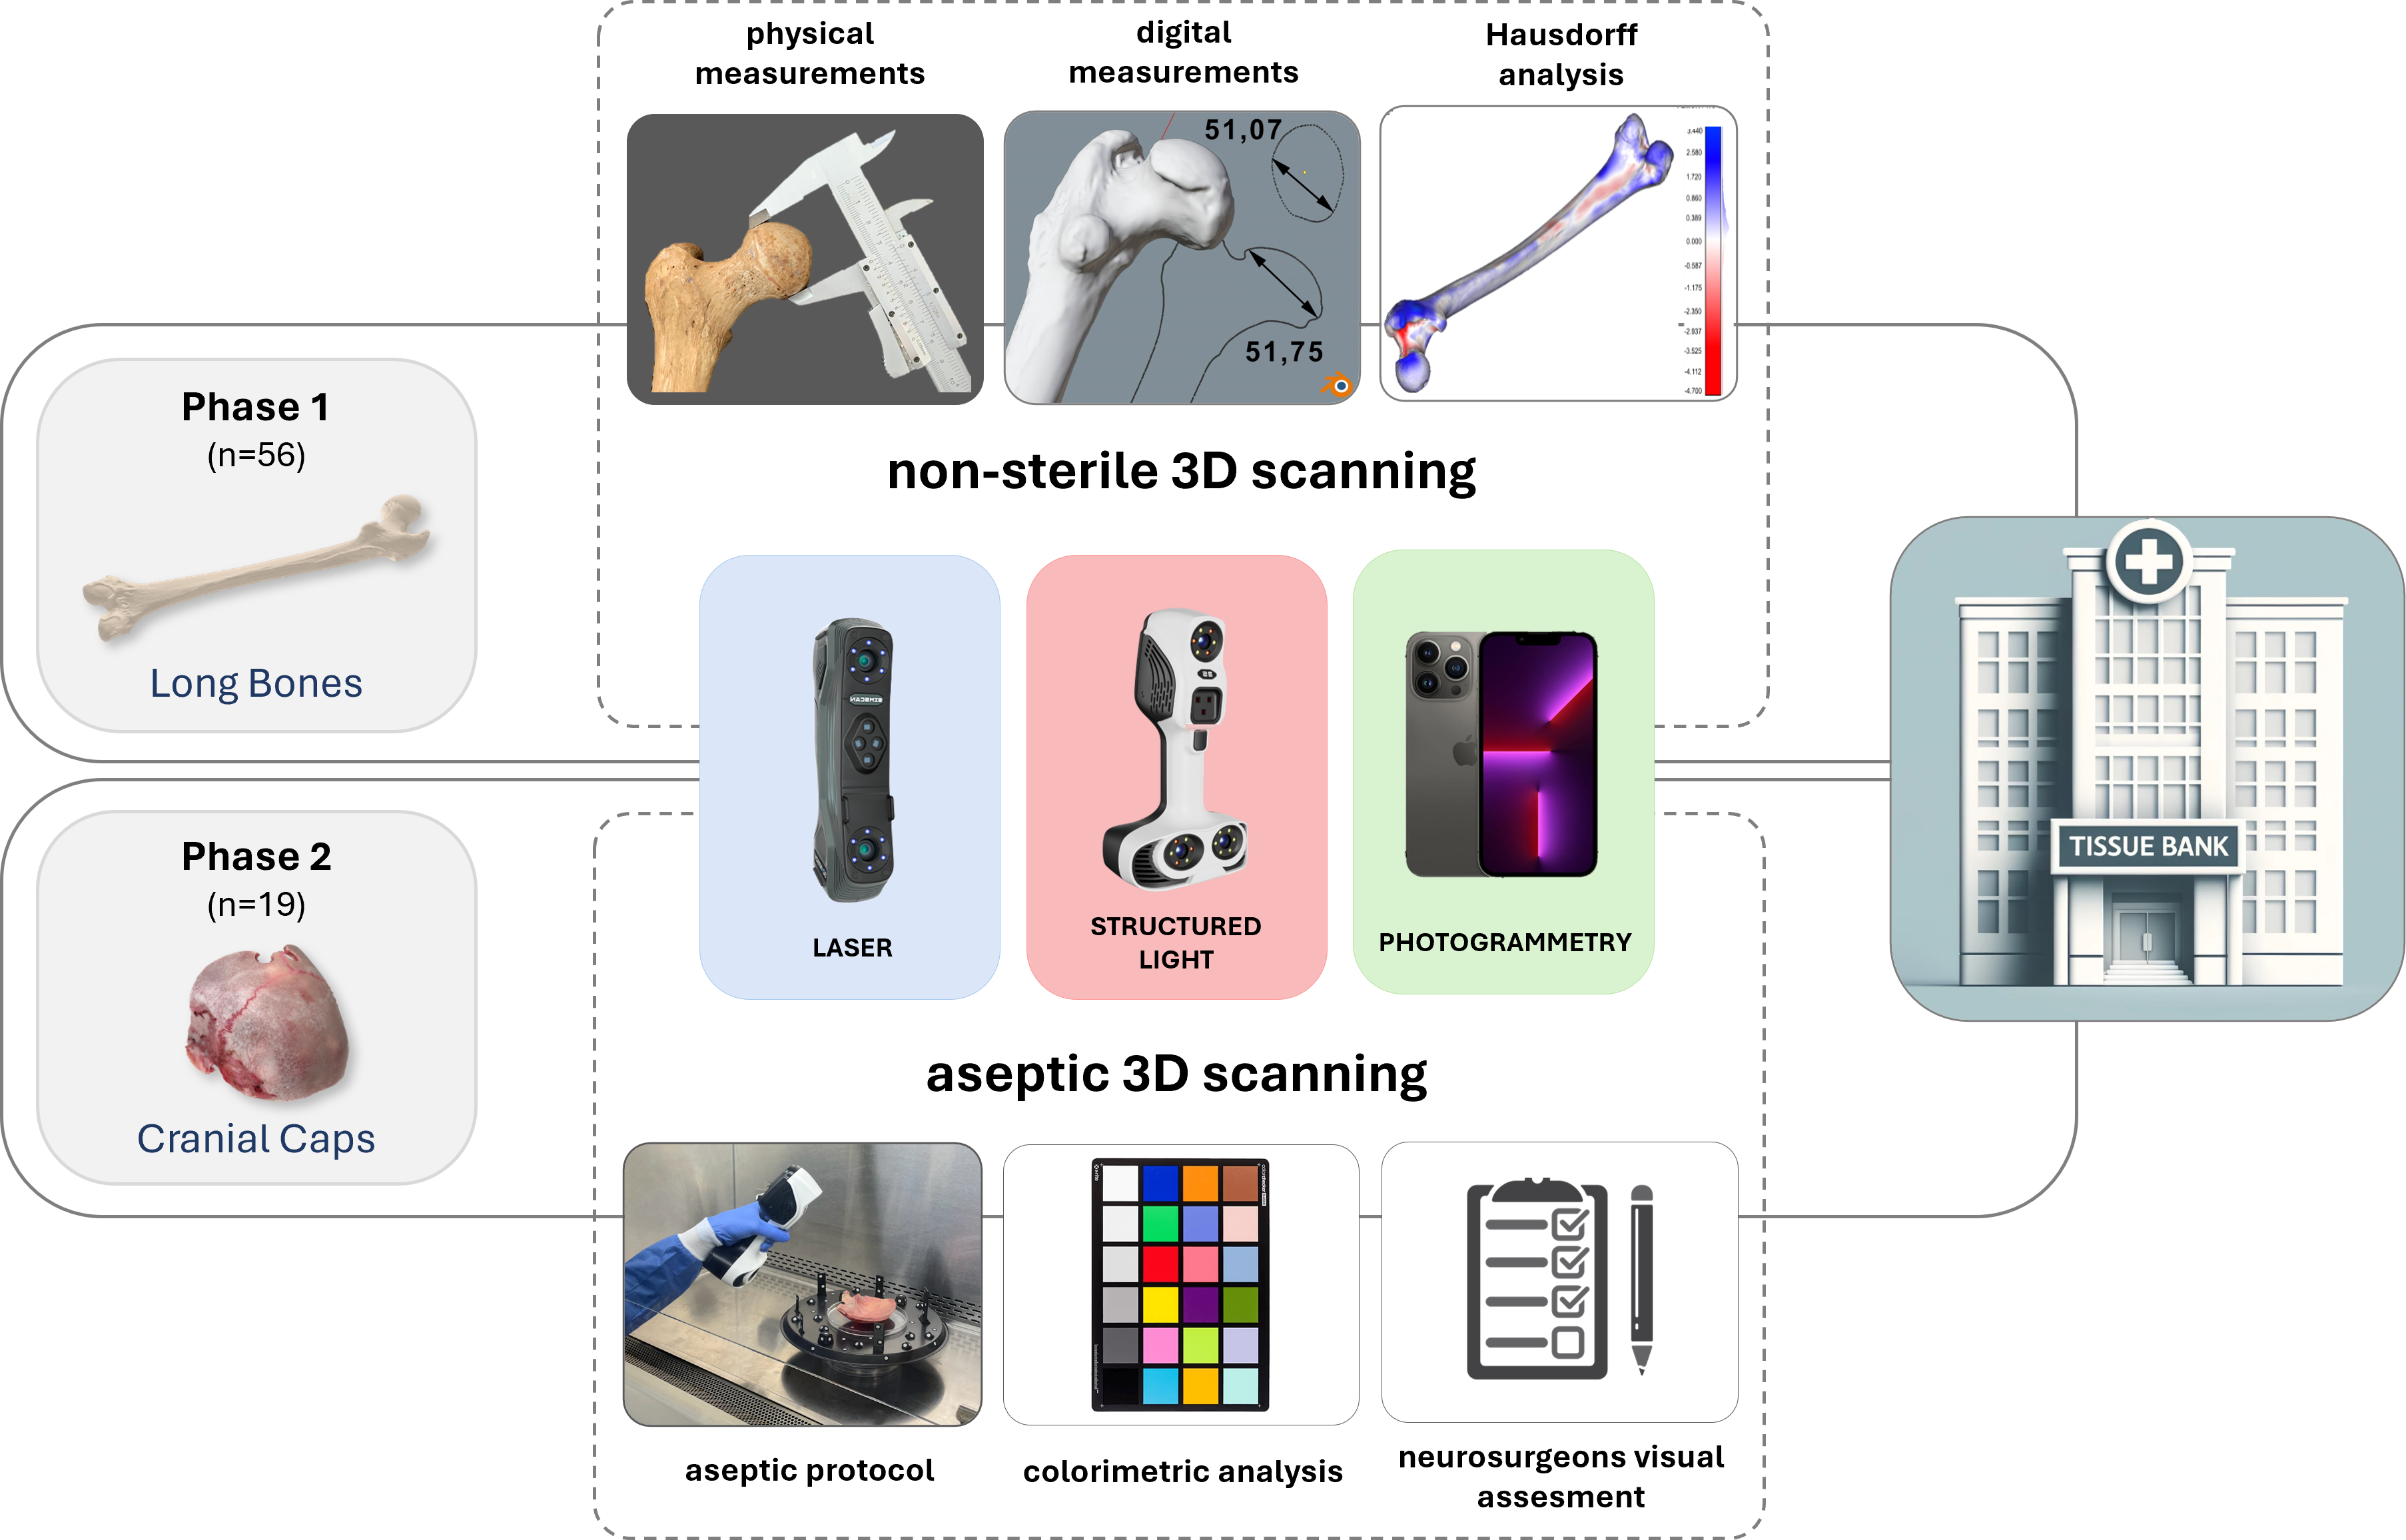 physical
measurements
digital
measurements
Hausdorff
analysis
51,07
51,75
3.440
2.580
1.720
0.860
0.389
0.000
-0.587
-1.175
-2.350
-2.937
-3.525
-4.112
-4.700
Phase 1
(n=56)
Long Bones
non-sterile 3D scanning
LASER
STRUCTURED
LIGHT
PHOTOGRAMMETRY
TISSUE BANK
Phase 2
(n=19)
Cranial Caps
aseptic 3D scanning
aseptic protocol
colorimetric analysis
neurosurgeons visual
assesment